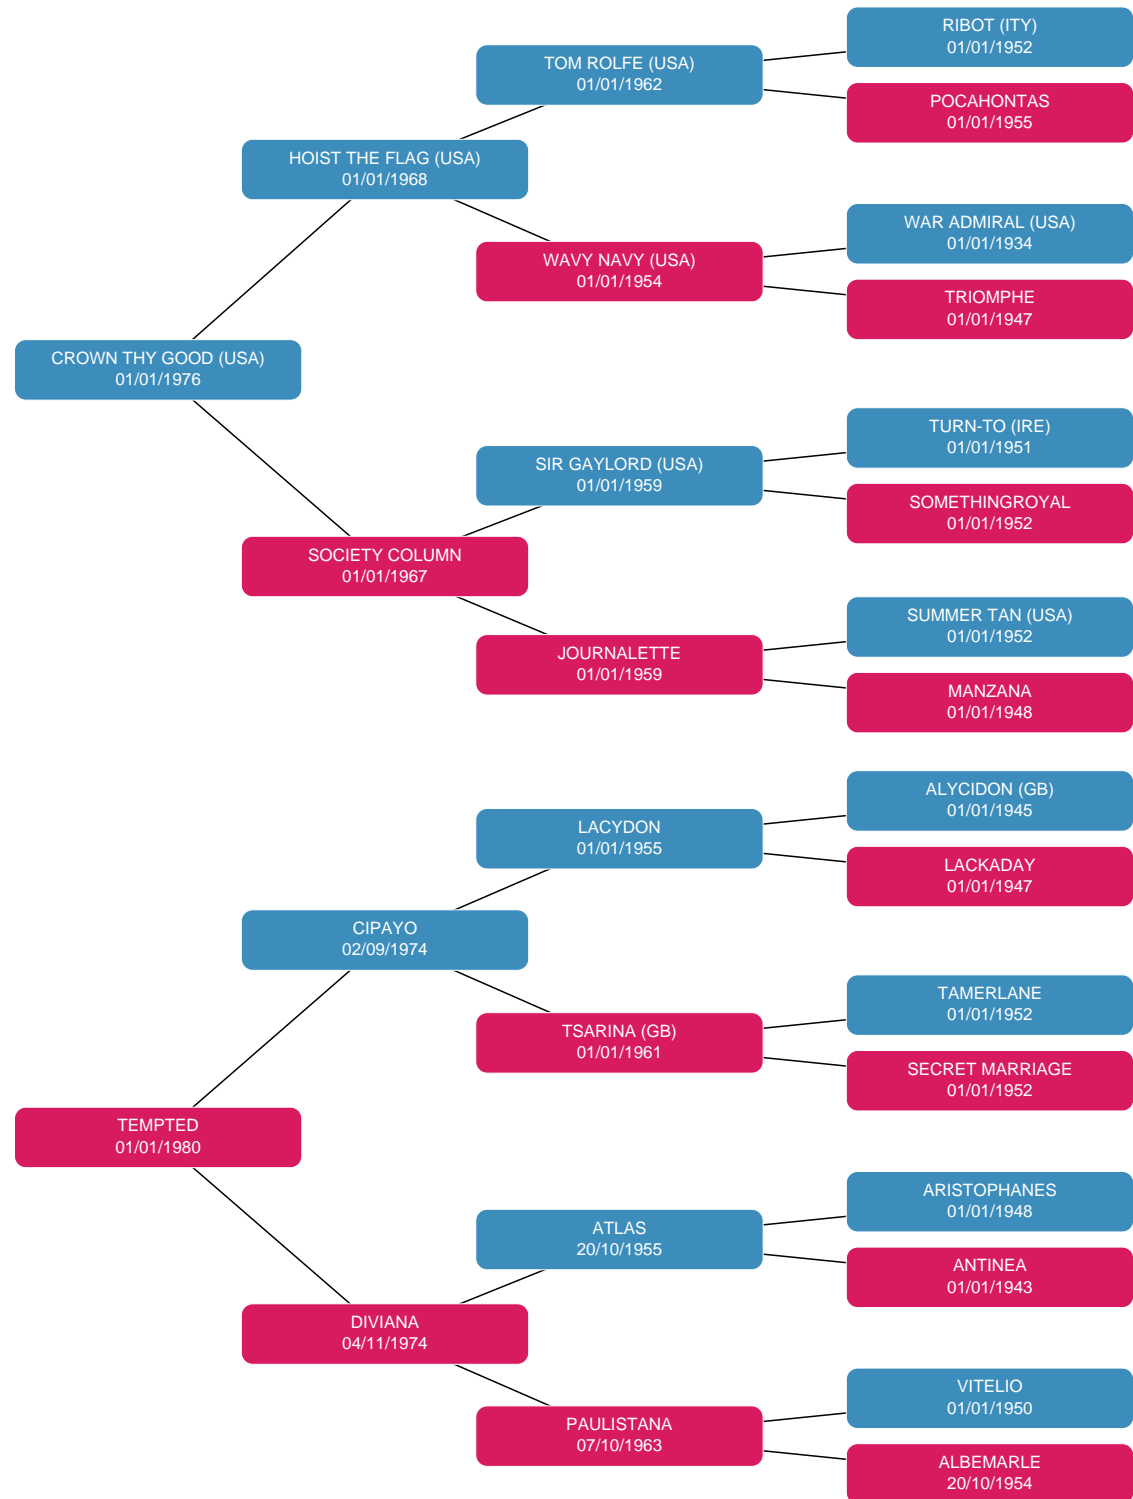 RIBOT (ITY)
01/01/1952
TOM ROLFE (USA)
01/01/1962
POCAHONTAS
01/01/1955
HOIST THE FLAG (USA)
01/01/1968
WAR ADMIRAL (USA)
01/01/1934
WAVY NAVY (USA)
01/01/1954
TRIOMPHE
01/01/1947
CROWN THY GOOD (USA)
01/01/1976
TURN-TO (IRE)
01/01/1951
SIR GAYLORD (USA)
01/01/1959
SOMETHINGROYAL
01/01/1952
SOCIETY COLUMN
01/01/1967
SUMMER TAN (USA)
01/01/1952
JOURNALETTE
01/01/1959
MANZANA
01/01/1948
ALYCIDON (GB)
01/01/1945
LACYDON
01/01/1955
LACKADAY
01/01/1947
CIPAYO
02/09/1974
TAMERLANE
01/01/1952
TSARINA (GB)
01/01/1961
SECRET MARRIAGE
01/01/1952
TEMPTED
01/01/1980
ARISTOPHANES
01/01/1948
ATLAS
20/10/1955
ANTINEA
01/01/1943
DIVIANA
04/11/1974
VITELIO
01/01/1950
PAULISTANA
07/10/1963
ALBEMARLE
20/10/1954